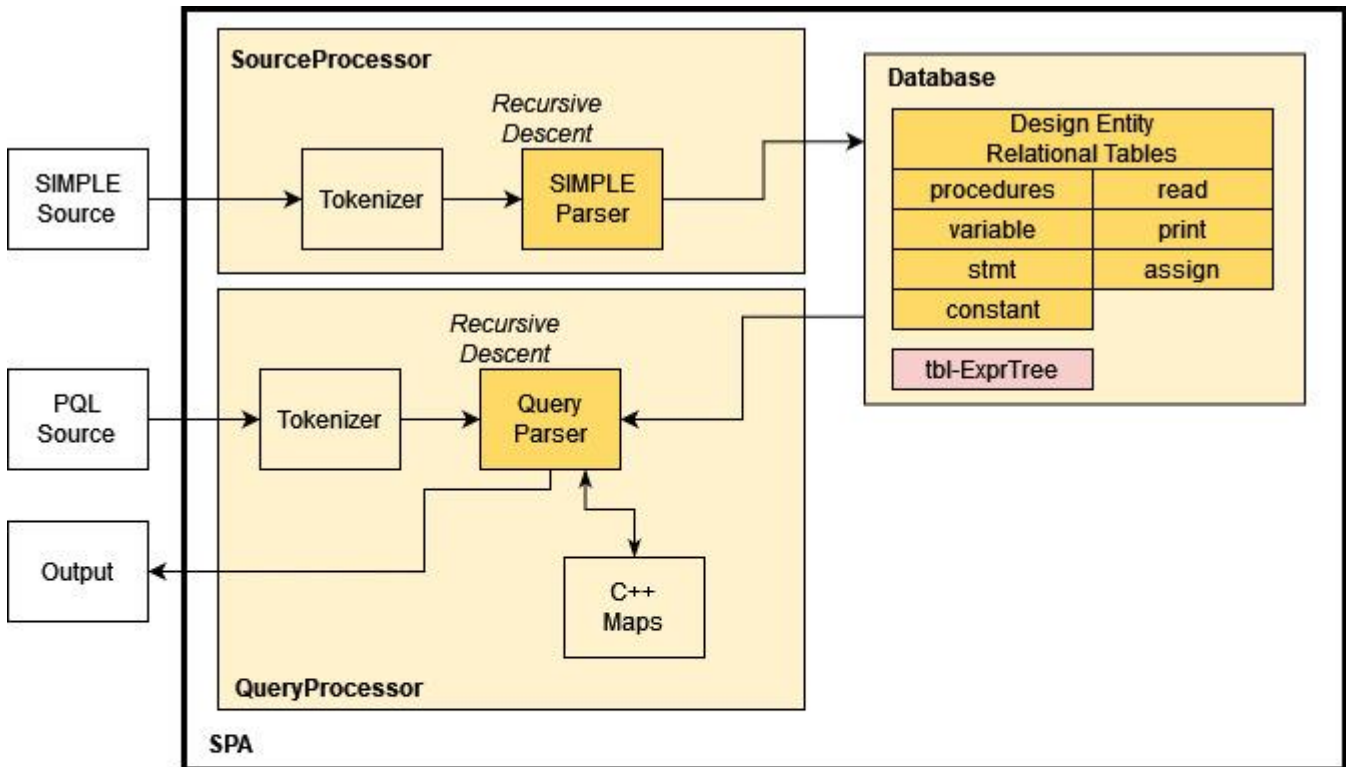 SourceProcessor
Recursive
Descent
SIMPLE
Source
Tokenizer
SIMPLE
Parser
Database
Design Entity
Relational Tables
procedures read
variable print
stmt assign
constant
tbl-ExprTree
Recursive
Descent
PQL
Source
Tokenizer
Query
Parser
Output
C++
Maps
QueryProcessor
SPA